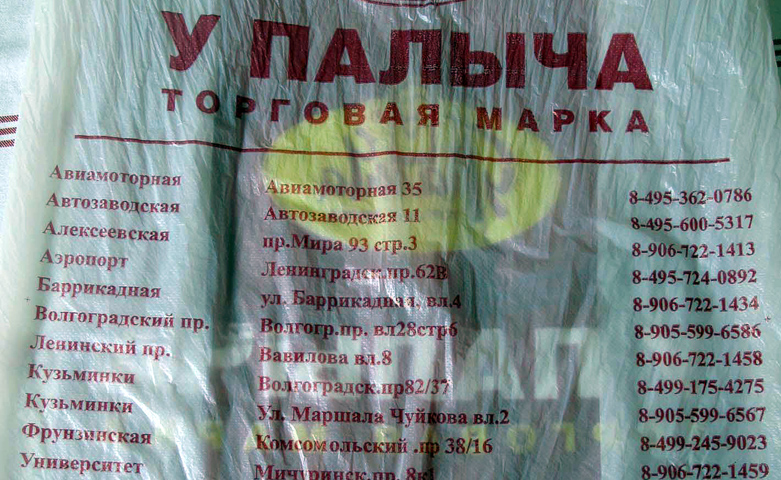 У ПАЛЫЧА
ТОРГОВАЯ МАРКА
Авиамоторная Авиамоторная 35 8-495-362-0786
Автозаводская Автозаводская 11 8-495-600-5317
Алексеевская пр.Мира 93 стр.3 8-906-722-1413
Аэропорт Ленинградск.пр.62В 8-495-724-0892
Баррикадная ул. Баррикадная, вл.4 8-906-722-1434
Волгоградский пр. Волгогр.пр. вл28стр6 8-905-599-6586
Ленинский пр. Вавилова вл.8 8-906-722-1458
Кузьминки Волгоградск.пр82/37 8-499-175-4275
Кузьминки Ул. Маршала Чуйкова вл.2 8-905-599-6567
Фрунзинская Комсомольский .пр 38/16 8-499-245-9023
Университет Мичуринск.пр. 8к1 8-906-722-1459